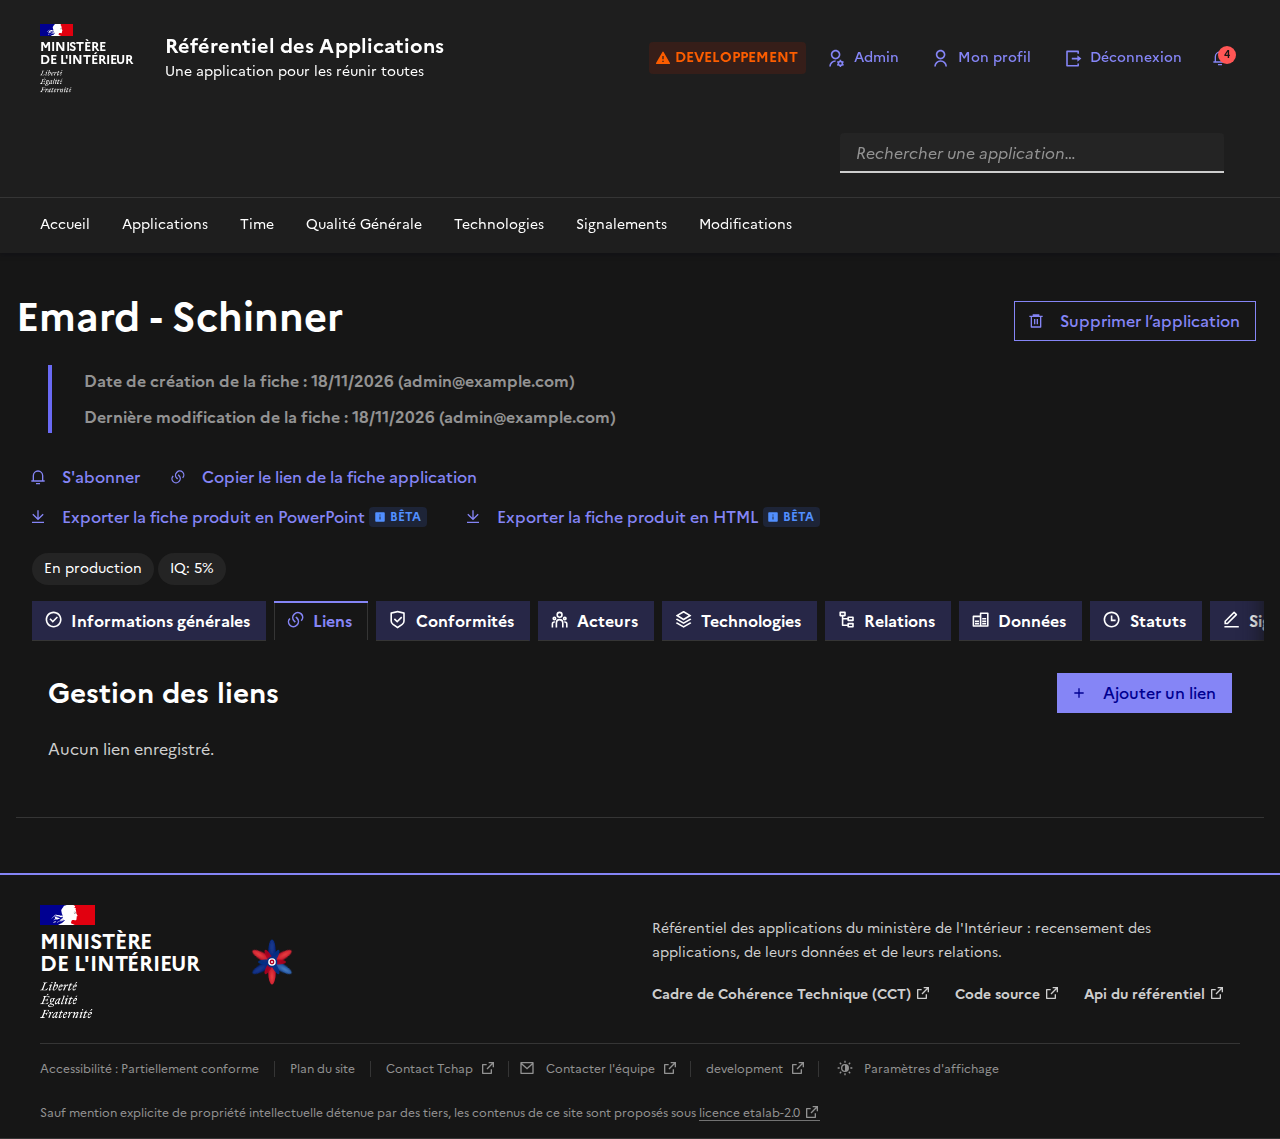 MINISTÈRE
DE L'INTÉRIEUR
Liberté
Égalité
Fraternité
Référentiel des Applications
Une application pour les réunir toutes
DEVELOPPEMENT
Admin
Mon profil
Déconnexion
4
Rechercher une application...
Accueil
Applications
Time
Qualité Générale
Technologies
Signalements
Modifications
Emard - Schinner
Supprimer l’application
Date de création de la fiche : 18/11/2026 (admin@example.com)
Dernière modification de la fiche : 18/11/2026 (admin@example.com)
S'abonner
Copier le lien de la fiche application
Exporter la fiche produit en PowerPoint BÊTA
Exporter la fiche produit en HTML BÊTA
En production
IQ: 5%
Informations générales
Liens
Conformités
Acteurs
Technologies
Relations
Données
Statuts
Gestion des liens
Ajouter un lien
Aucun lien enregistré.
MINISTÈRE
DE L'INTÉRIEUR
Liberté
Égalité
Fraternité
Référentiel des applications du ministère de l'Intérieur : recensement des
applications, de leurs données et de leurs relations.
Cadre de Cohérence Technique (CCT)
Code source
Api du référentiel
Accessibilité : Partiellement conforme
Plan du site
Contact Tchap
Contacter l'équipe
development
Paramètres d'affichage
Sauf mention explicite de propriété intellectuelle détenue par des tiers, les contenus de ce site sont proposés sous licence etalab-2.0